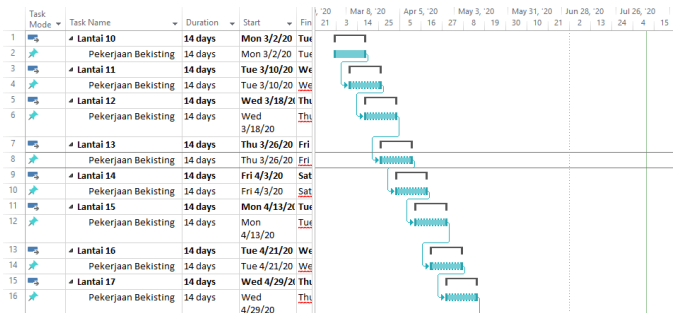 Task Mode Task Name Duration Start Fin
, '20 Mar 8, '20 Apr 5, '20 May 3, '20 May 31, '20 Jun 28, '20 Jul 26, '20
21 3 14 25 5 16 27 8 19 30 10 21 2 13 24 4 15
1 Lantai 10 14 days Mon 3/2/20 Tue
2 Pekerjaan Bekisting 14 days Mon 3/2/20 Tue
3 Lantai 11 14 days Tue 3/10/20 We
4 Pekerjaan Bekisting 14 days Tue 3/10/20 We
5 Lantai 12 14 days Wed 3/18/20 Thu
6 Pekerjaan Bekisting 14 days Wed 3/18/20 Thu
7 Lantai 13 14 days Thu 3/26/20 Fri
8 Pekerjaan Bekisting 14 days Thu 3/26/20 Fri
9 Lantai 14 14 days Fri 4/3/20 Sat
10 Pekerjaan Bekisting 14 days Fri 4/3/20 Sat
11 Lantai 15 14 days Mon 4/13/20 Tue
12 Pekerjaan Bekisting 14 days Mon 4/13/20 Tue
13 Lantai 16 14 days Tue 4/21/20 We
14 Pekerjaan Bekisting 14 days Tue 4/21/20 We
15 Lantai 17 14 days Wed 4/29/20 Thu
16 Pekerjaan Bekisting 14 days Wed 4/29/20 Thu